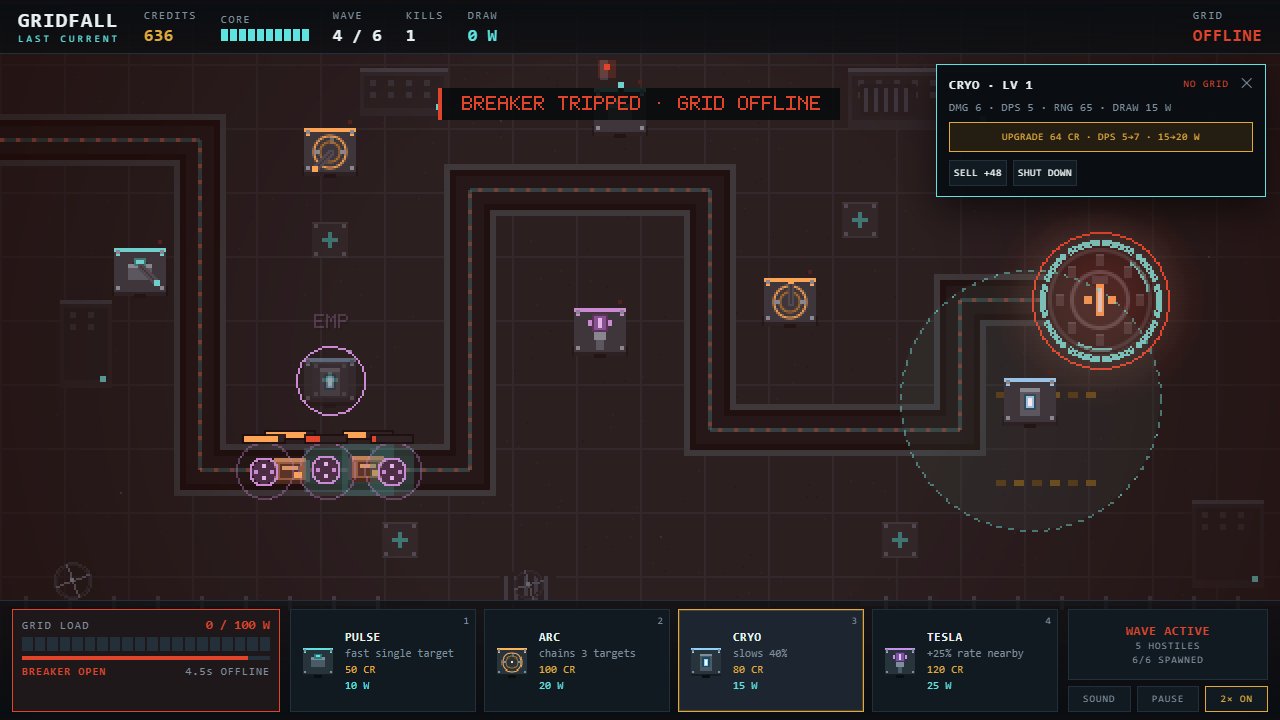 GRIDFALL
LAST CURRENT
CREDITS
636
CORE
WAVE
4 / 6
KILLS
1
DRAW
0 W
GRID
OFFLINE
BREAKER TRIPPED · GRID OFFLINE
CRYO · LV 1
NO GRID
DMG 6 · DPS 5 · RNG 65 · DRAW 15 W
UPGRADE 64 CR · DPS 5→7 · 15→20 W
SELL +48
SHUT DOWN
EMP
GRID LOAD
0 / 100 W
BREAKER OPEN
4.5s OFFLINE
1
PULSE
fast single target
50 CR
10 W
2
ARC
chains 3 targets
100 CR
20 W
3
CRYO
slows 40%
80 CR
15 W
4
TESLA
+25% rate nearby
120 CR
25 W
WAVE ACTIVE
5 HOSTILES
6/6 SPAWNED
SOUND
PAUSE
2× ON